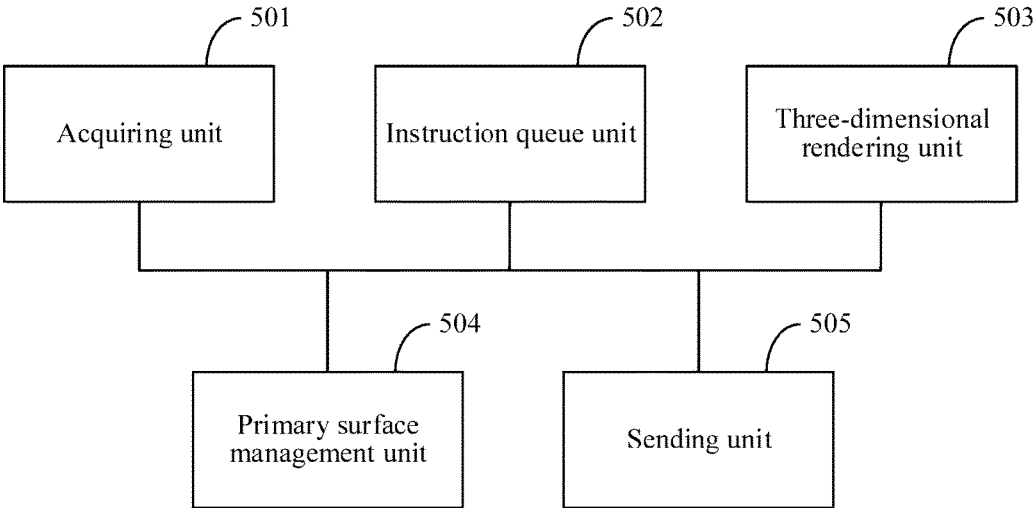 501
502
503
Acquiring unit
Instruction queue unit
Three-dimensional
rendering unit
504
505
Primary surface
management unit
Sending unit